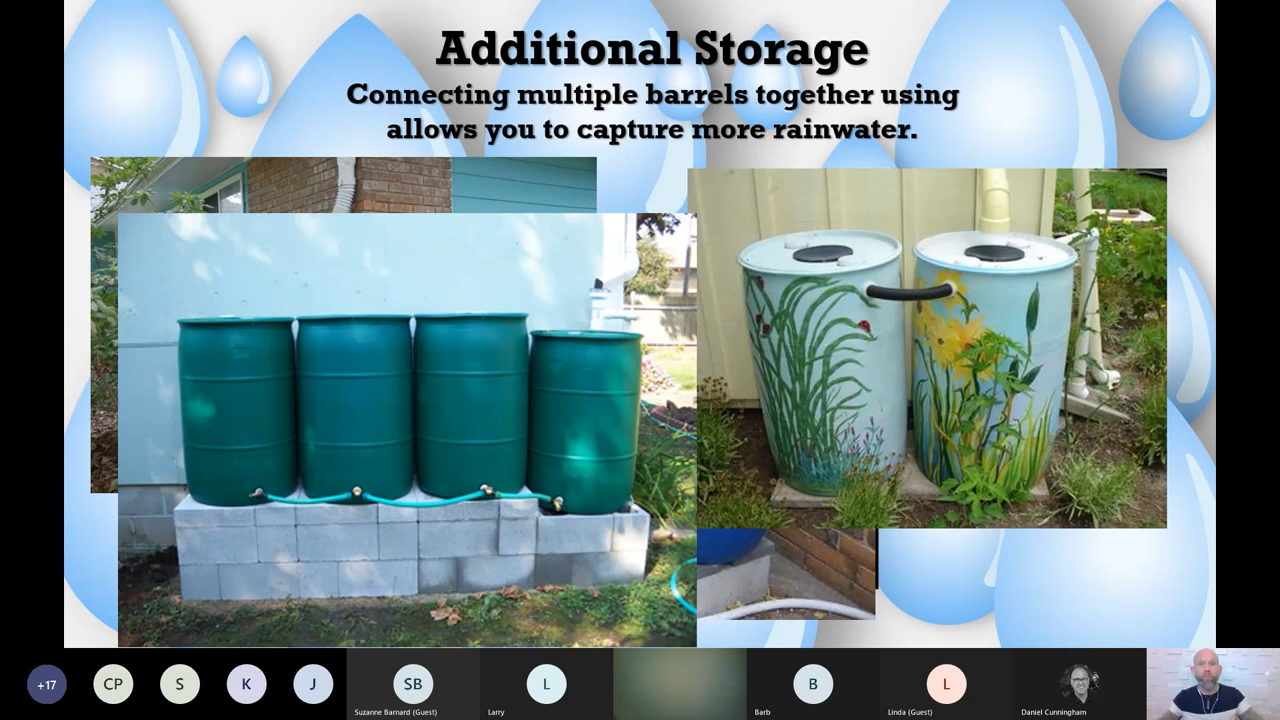 Additional Storage
Connecting multiple barrels together using
allows you to capture more rainwater.
+17
CP
S
K
J
SB
L
B
L
Suzanne Barnard (Guest)
Larry
Barb
Linda (Guest)
Daniel Cunningham